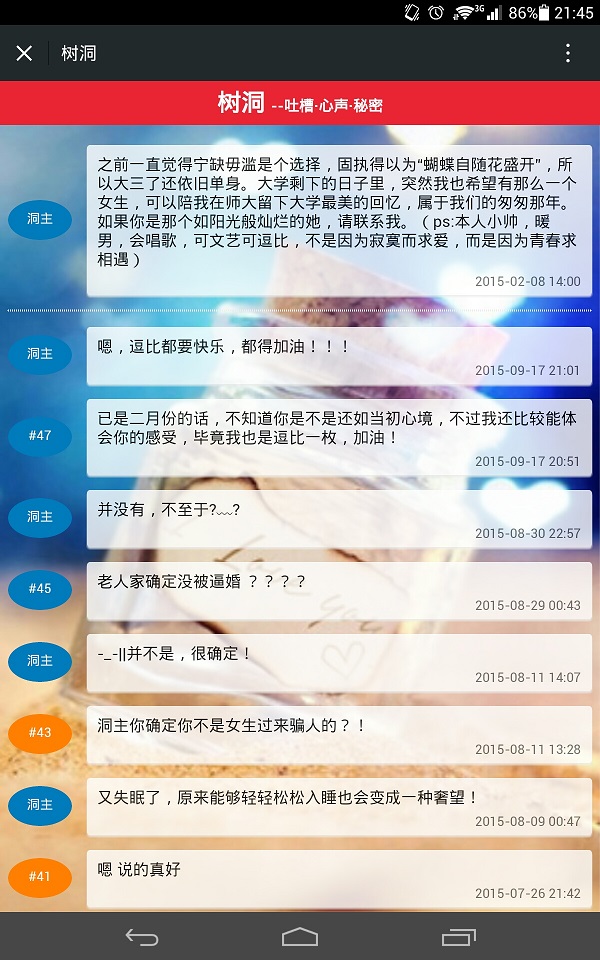 3G 86% 21:45
树洞
树洞 --吐槽·心声·秘密
之前一直觉得宁缺毋滥是个选择，固执得以为“蝴蝶自随花盛开”，所
以大三了还依旧单身。大学剩下的日子里，突然我也希望有那么一个
女生，可以陪我在师大留下大学最美的回忆，属于我们的匆匆那年。
如果你是那个如阳光般灿烂的她，请联系我。（ps:本人小帅，暖
男，会唱歌，可文艺可逗比，不是因为寂寞而求爱，而是因为青春求
相遇）
洞主
2015-02-08 14:00
嗯，逗比都要快乐，都得加油！！！
洞主
2015-09-17 21:01
已是二月份的话，不知道你是不是还如当初心境，不过我还比较能体
#47
会你的感受，毕竟我也是逗比一枚，加油！
2015-09-17 20:51
并没有，不至于?﹏?
洞主
2015-08-30 22:57
老人家确定没被逼婚 ？？？？
#45
2015-08-29 00:43
-_-||并不是，很确定！
洞主
2015-08-11 14:07
洞主你确定你不是女生过来骗人的？！
#43
2015-08-11 13:28
又失眠了，原来能够轻轻松松入睡也会变成一种奢望！
洞主
2015-08-09 00:47
嗯 说的真好
#41
2015-07-26 21:42
I Love you